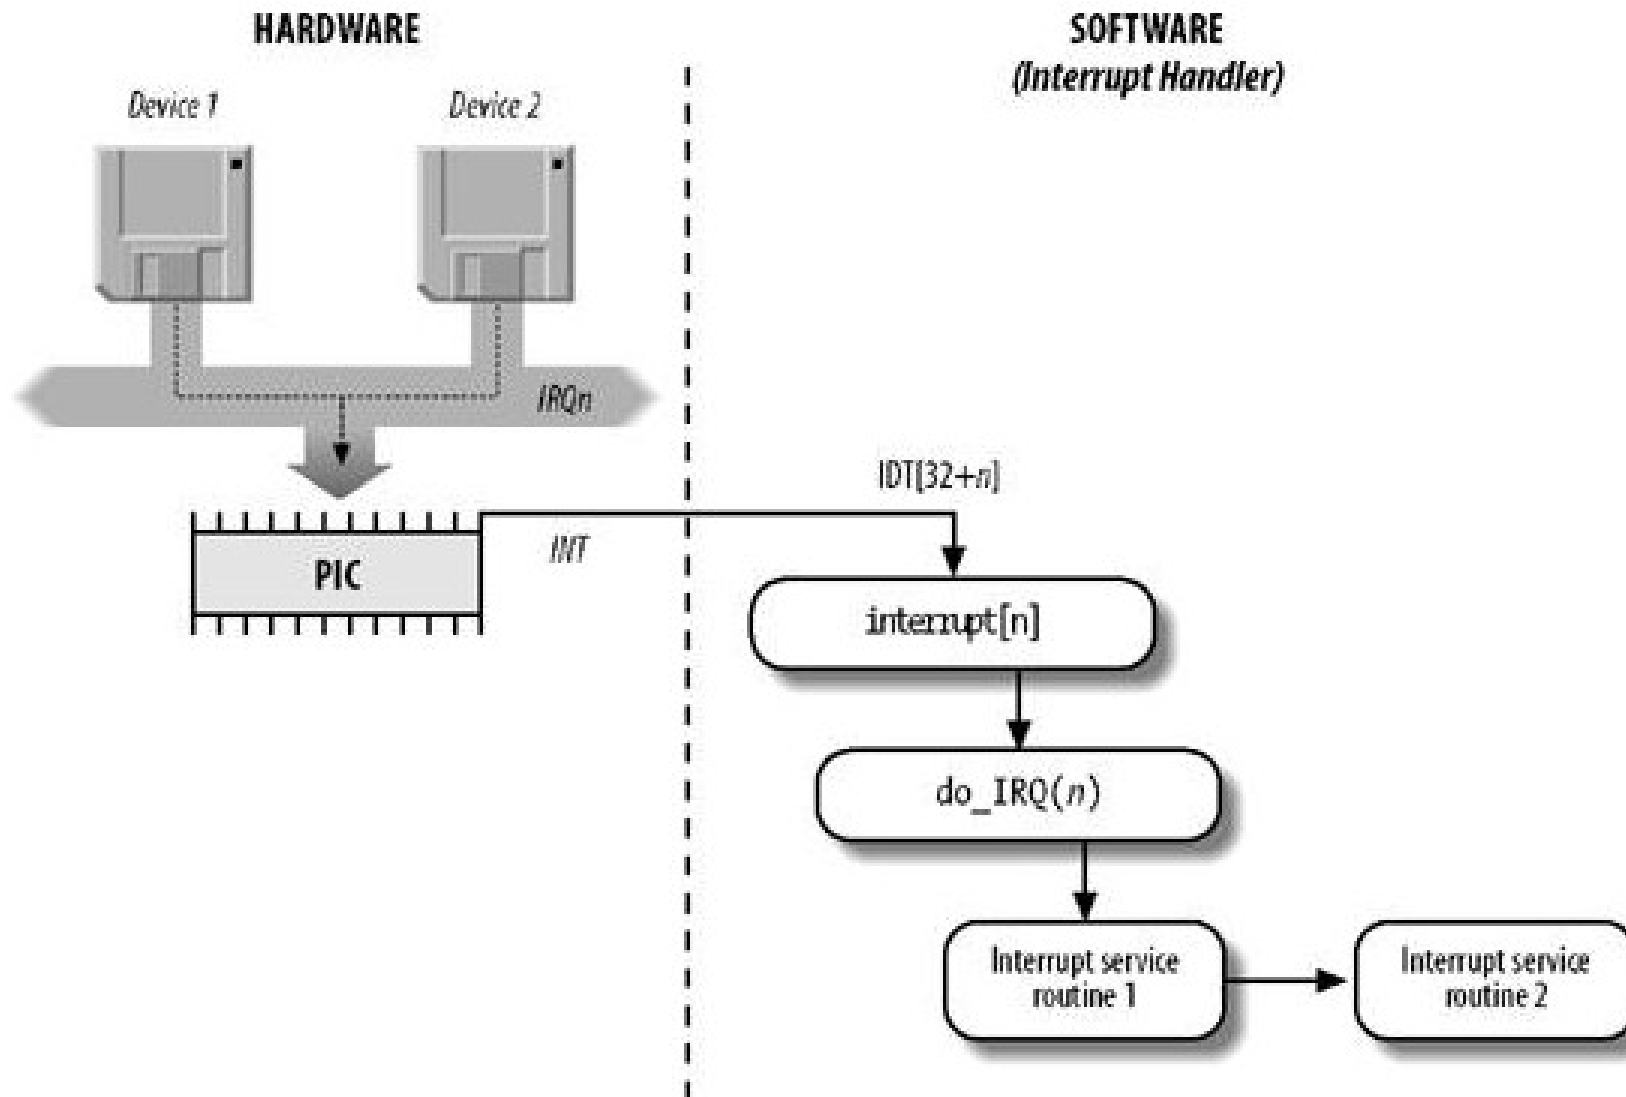 HARDWARE
SOFTWARE
(Interrupt Handler)
Device 1
Device 2
IRQn
IDT[32+n]
INT
PIC
interrupt[n]
do_IRQ(n)
Interrupt service
routine 1
Interrupt service
routine 2